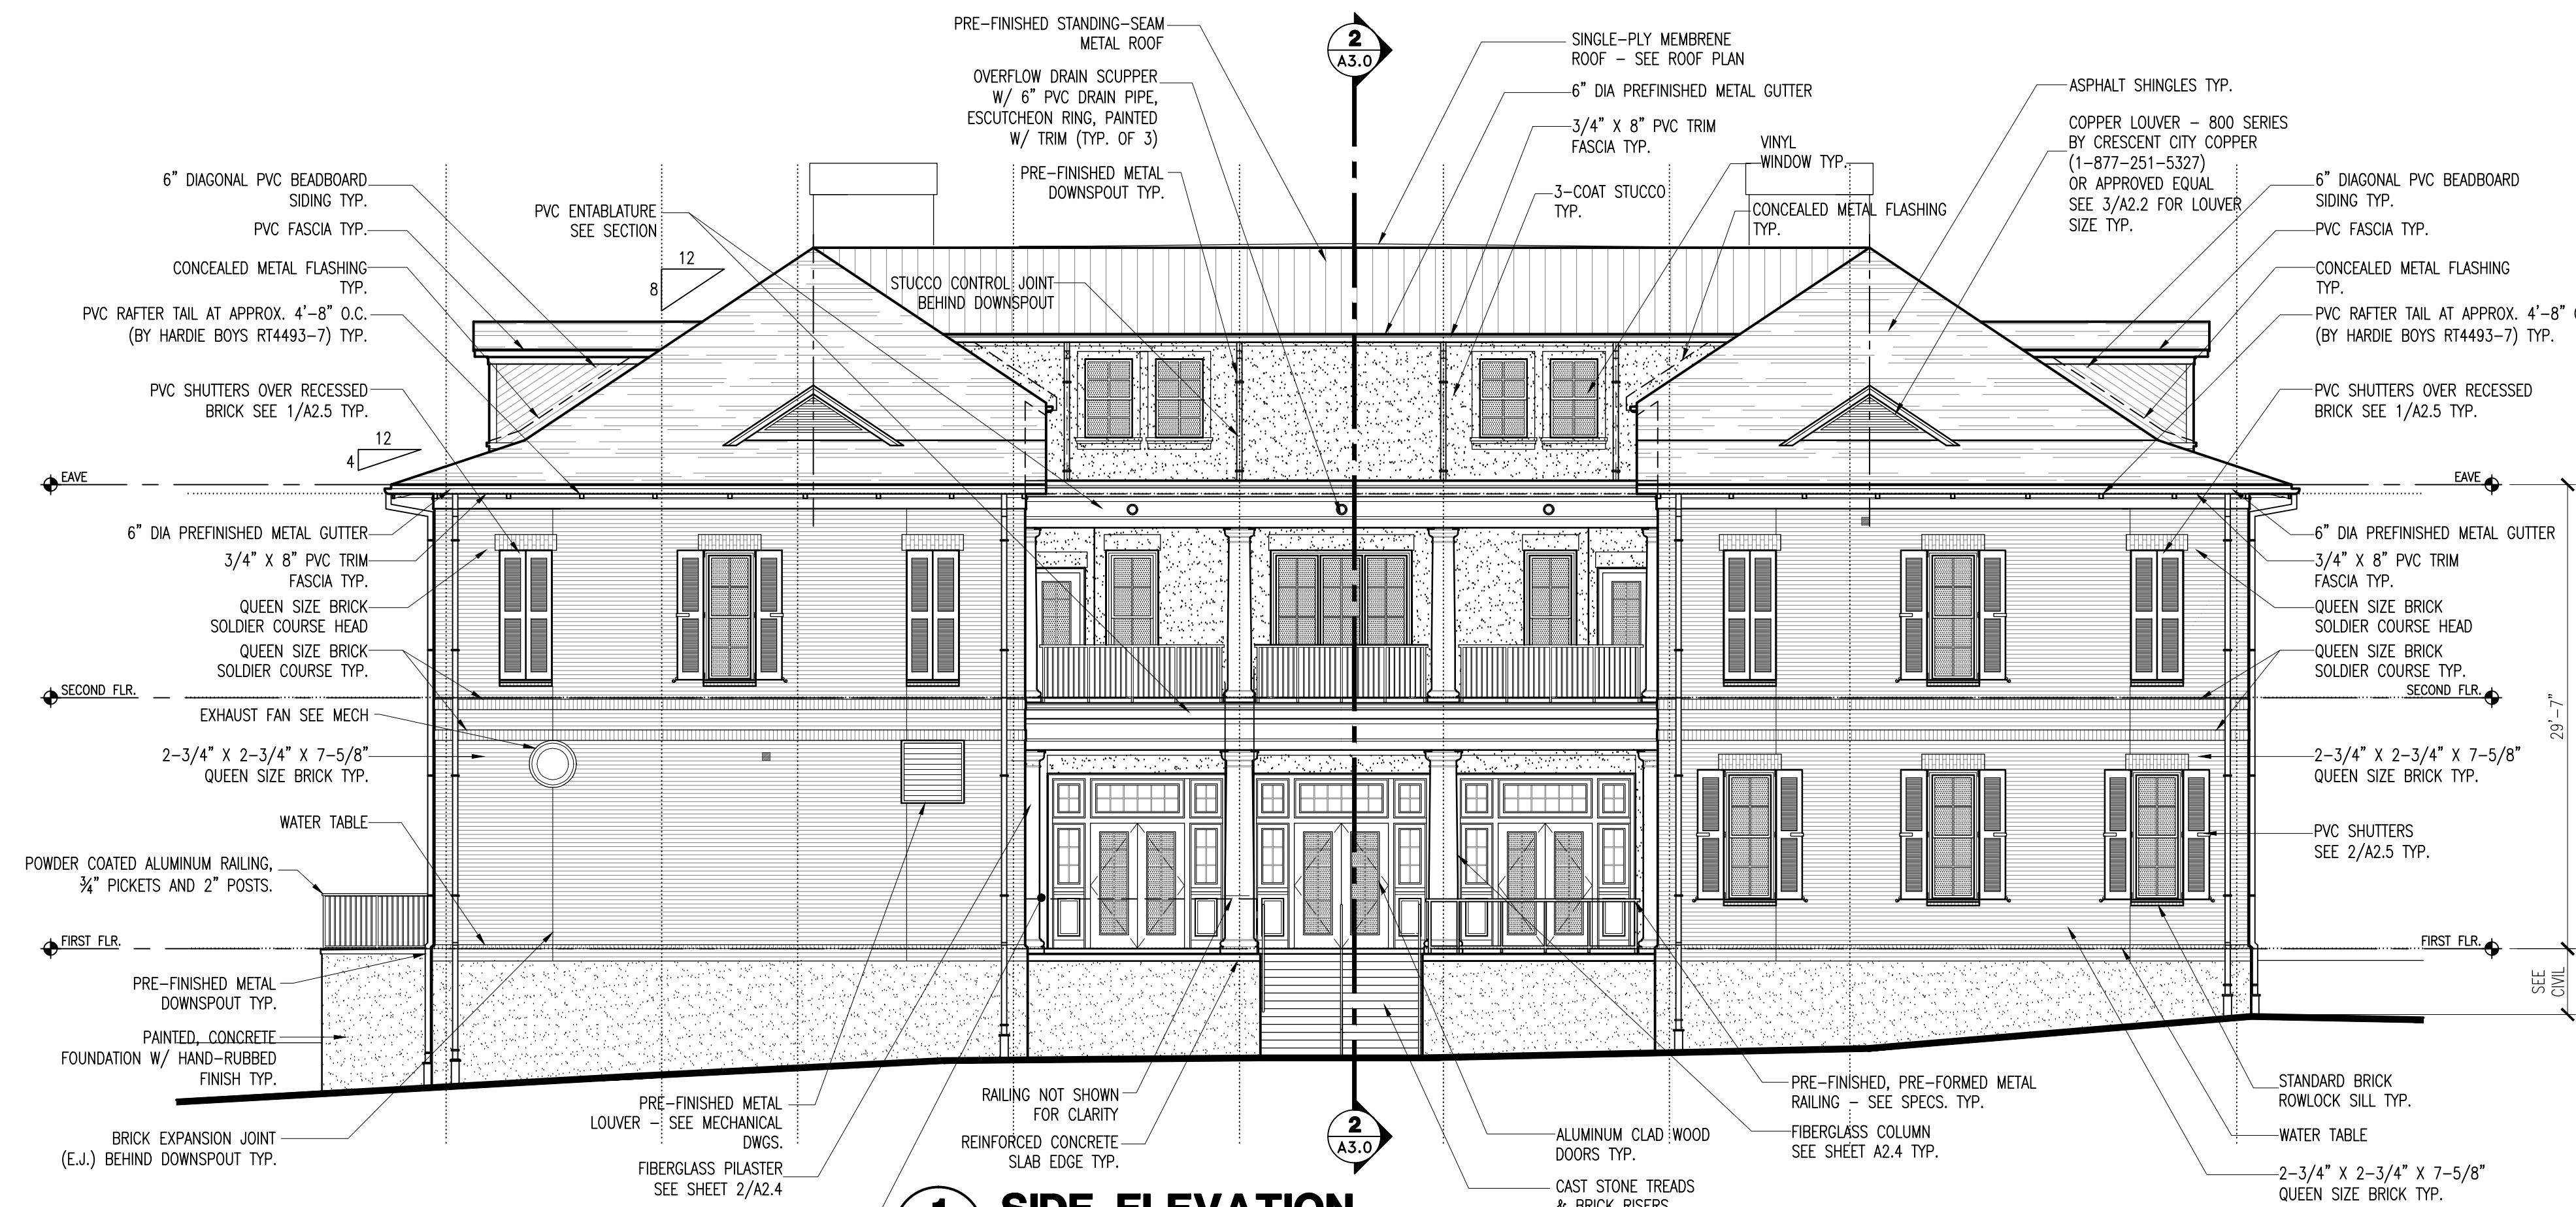 PRE-FINISHED STANDING-SEAM
METAL ROOF
OVERFLOW DRAIN SCUPPER
W/ 6" PVC DRAIN PIPE,
ESCUTCHEON RING, PAINTED
W/ TRIM (TYP. OF 3)
PRE-FINISHED METAL
DOWNSPOUT TYP.
2
A3.0
SINGLE-PLY MEMBRENE
ROOF - SEE ROOF PLAN
6" DIA PREFINISHED METAL GUTTER
3/4" X 8" PVC TRIM
FASCIA TYP.
VINYL
WINDOW TYP.
3-COAT STUCCO
TYP.
CONCEALED METAL FLASHING
TYP.
ASPHALT SHINGLES TYP.
COPPER LOUVER - 800 SERIES
BY CRESCENT CITY COPPER
(1-877-251-5327)
OR APPROVED EQUAL
SEE 3/A2.2 FOR LOUVER
SIZE TYP.
6" DIAGONAL PVC BEADBOARD
SIDING TYP.
PVC FASCIA TYP.
CONCEALED METAL FLASHING
TYP.
PVC RAFTER TAIL AT APPROX. 4'-8" O.C.
(BY HARDIE BOYS RT4493-7) TYP.
PVC SHUTTERS OVER RECESSED
BRICK SEE 1/A2.5 TYP.
PVC ENTABLATURE
SEE SECTION
12
8
STUCCO CONTROL JOINT
BEHIND DOWNSPOUT
12
4
EAVE
6" DIA PREFINISHED METAL GUTTER
3/4" X 8" PVC TRIM
FASCIA TYP.
QUEEN SIZE BRICK
SOLDIER COURSE HEAD
QUEEN SIZE BRICK
SOLDIER COURSE TYP.
SECOND FLR.
EXHAUST FAN SEE MECH
2-3/4" X 2-3/4" X 7-5/8"
QUEEN SIZE BRICK TYP.
WATER TABLE
POWDER COATED ALUMINUM RAILING,
¾" PICKETS AND 2" POSTS.
FIRST FLR.
PRE-FINISHED METAL
DOWNSPOUT TYP.
PAINTED, CONCRETE
FOUNDATION W/ HAND-RUBBED
FINISH TYP.
BRICK EXPANSION JOINT
(E.J.) BEHIND DOWNSPOUT TYP.
PRE-FINISHED METAL
LOUVER - SEE MECHANICAL
DWGS.
FIBERGLASS PILASTER
SEE SHEET 2/A2.4
RAILING NOT SHOWN
FOR CLARITY
REINFORCED CONCRETE
SLAB EDGE TYP.
2
A3.0
1
SIDE ELEVATION
ALUMINUM CLAD WOOD
DOORS TYP.
CAST STONE TREADS
& BRICK RISERS
PRE-FINISHED, PRE-FORMED METAL
RAILING - SEE SPECS. TYP.
FIBERGLASS COLUMN
SEE SHEET A2.4 TYP.
6" DIAGONAL PVC BEADBOARD
SIDING TYP.
PVC FASCIA TYP.
CONCEALED METAL FLASHING
TYP.
PVC RAFTER TAIL AT APPROX. 4'-8"
(BY HARDIE BOYS RT4493-7) TYP.
PVC SHUTTERS OVER RECESSED
BRICK SEE 1/A2.5 TYP.
EAVE
6" DIA PREFINISHED METAL GUTTER
3/4" X 8" PVC TRIM
FASCIA TYP.
QUEEN SIZE BRICK
SOLDIER COURSE HEAD
QUEEN SIZE BRICK
SOLDIER COURSE TYP.
SECOND FLR.
29'-7"
2-3/4" X 2-3/4" X 7-5/8"
QUEEN SIZE BRICK TYP.
PVC SHUTTERS
SEE 2/A2.5 TYP.
FIRST FLR.
SEE
CIVIL
STANDARD BRICK
ROWLOCK SILL TYP.
WATER TABLE
2-3/4" X 2-3/4" X 7-5/8"
QUEEN SIZE BRICK TYP.